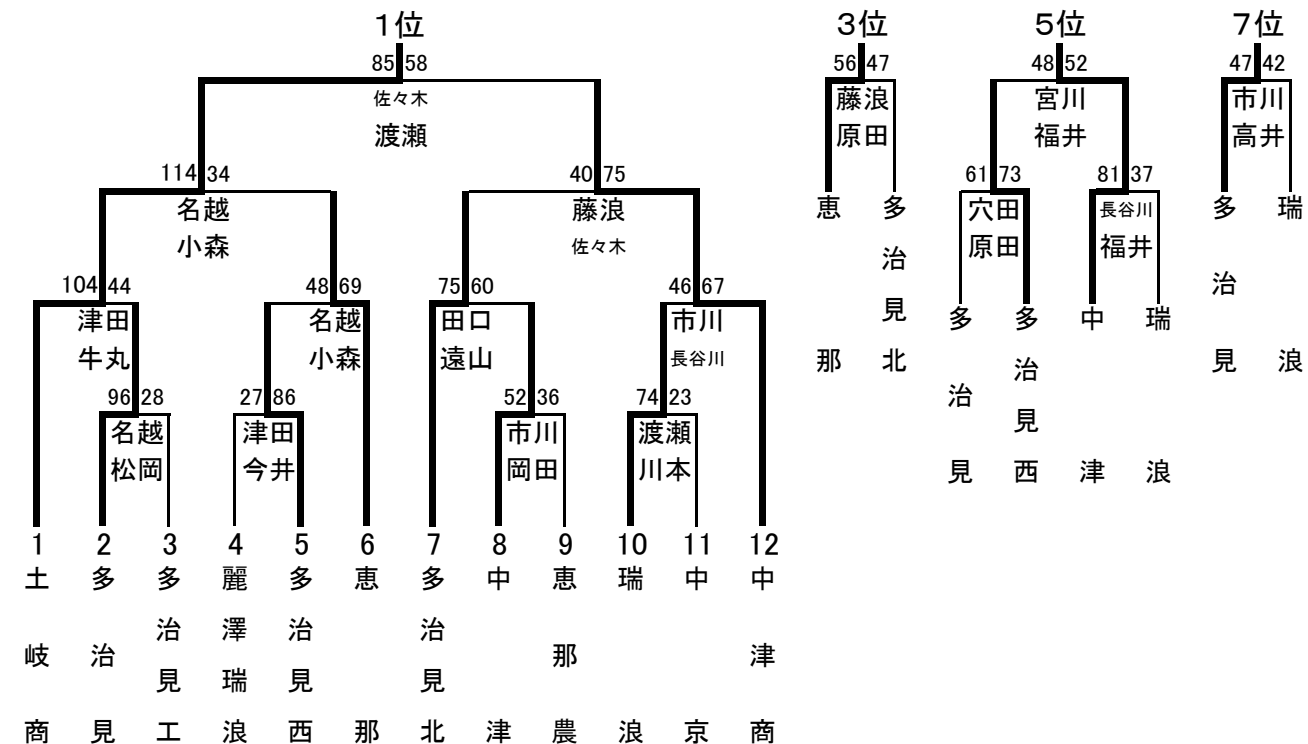 1位 3位 5位 7位
85 58 56 47 48 52 47 42
佐々木 藤浪 宮川 市川
渡瀬 原田 福井 高井
114 34 40 75 61 73 81 37
名越 藤浪 恵那 多治見北 穴田 長谷川 多治見 瑞浪
小森 佐々木 原田 福井
104 44 48 69 75 60 46 67
津田 名越 田口 市川 多治見 多治見西 中津 瑞浪
牛丸 小森 遠山 長谷川
96 28 27 86 52 36 74 23
名越 津田 市川 渡瀬
松岡 今井 岡田 川本
1 2 3 4 5 6 7 8 9 10 11 12
土岐商
多治見
多治見工
麗澤瑞浪
多治見西
恵那
多治見北
中津
恵那農
瑞浪
中京
中津商